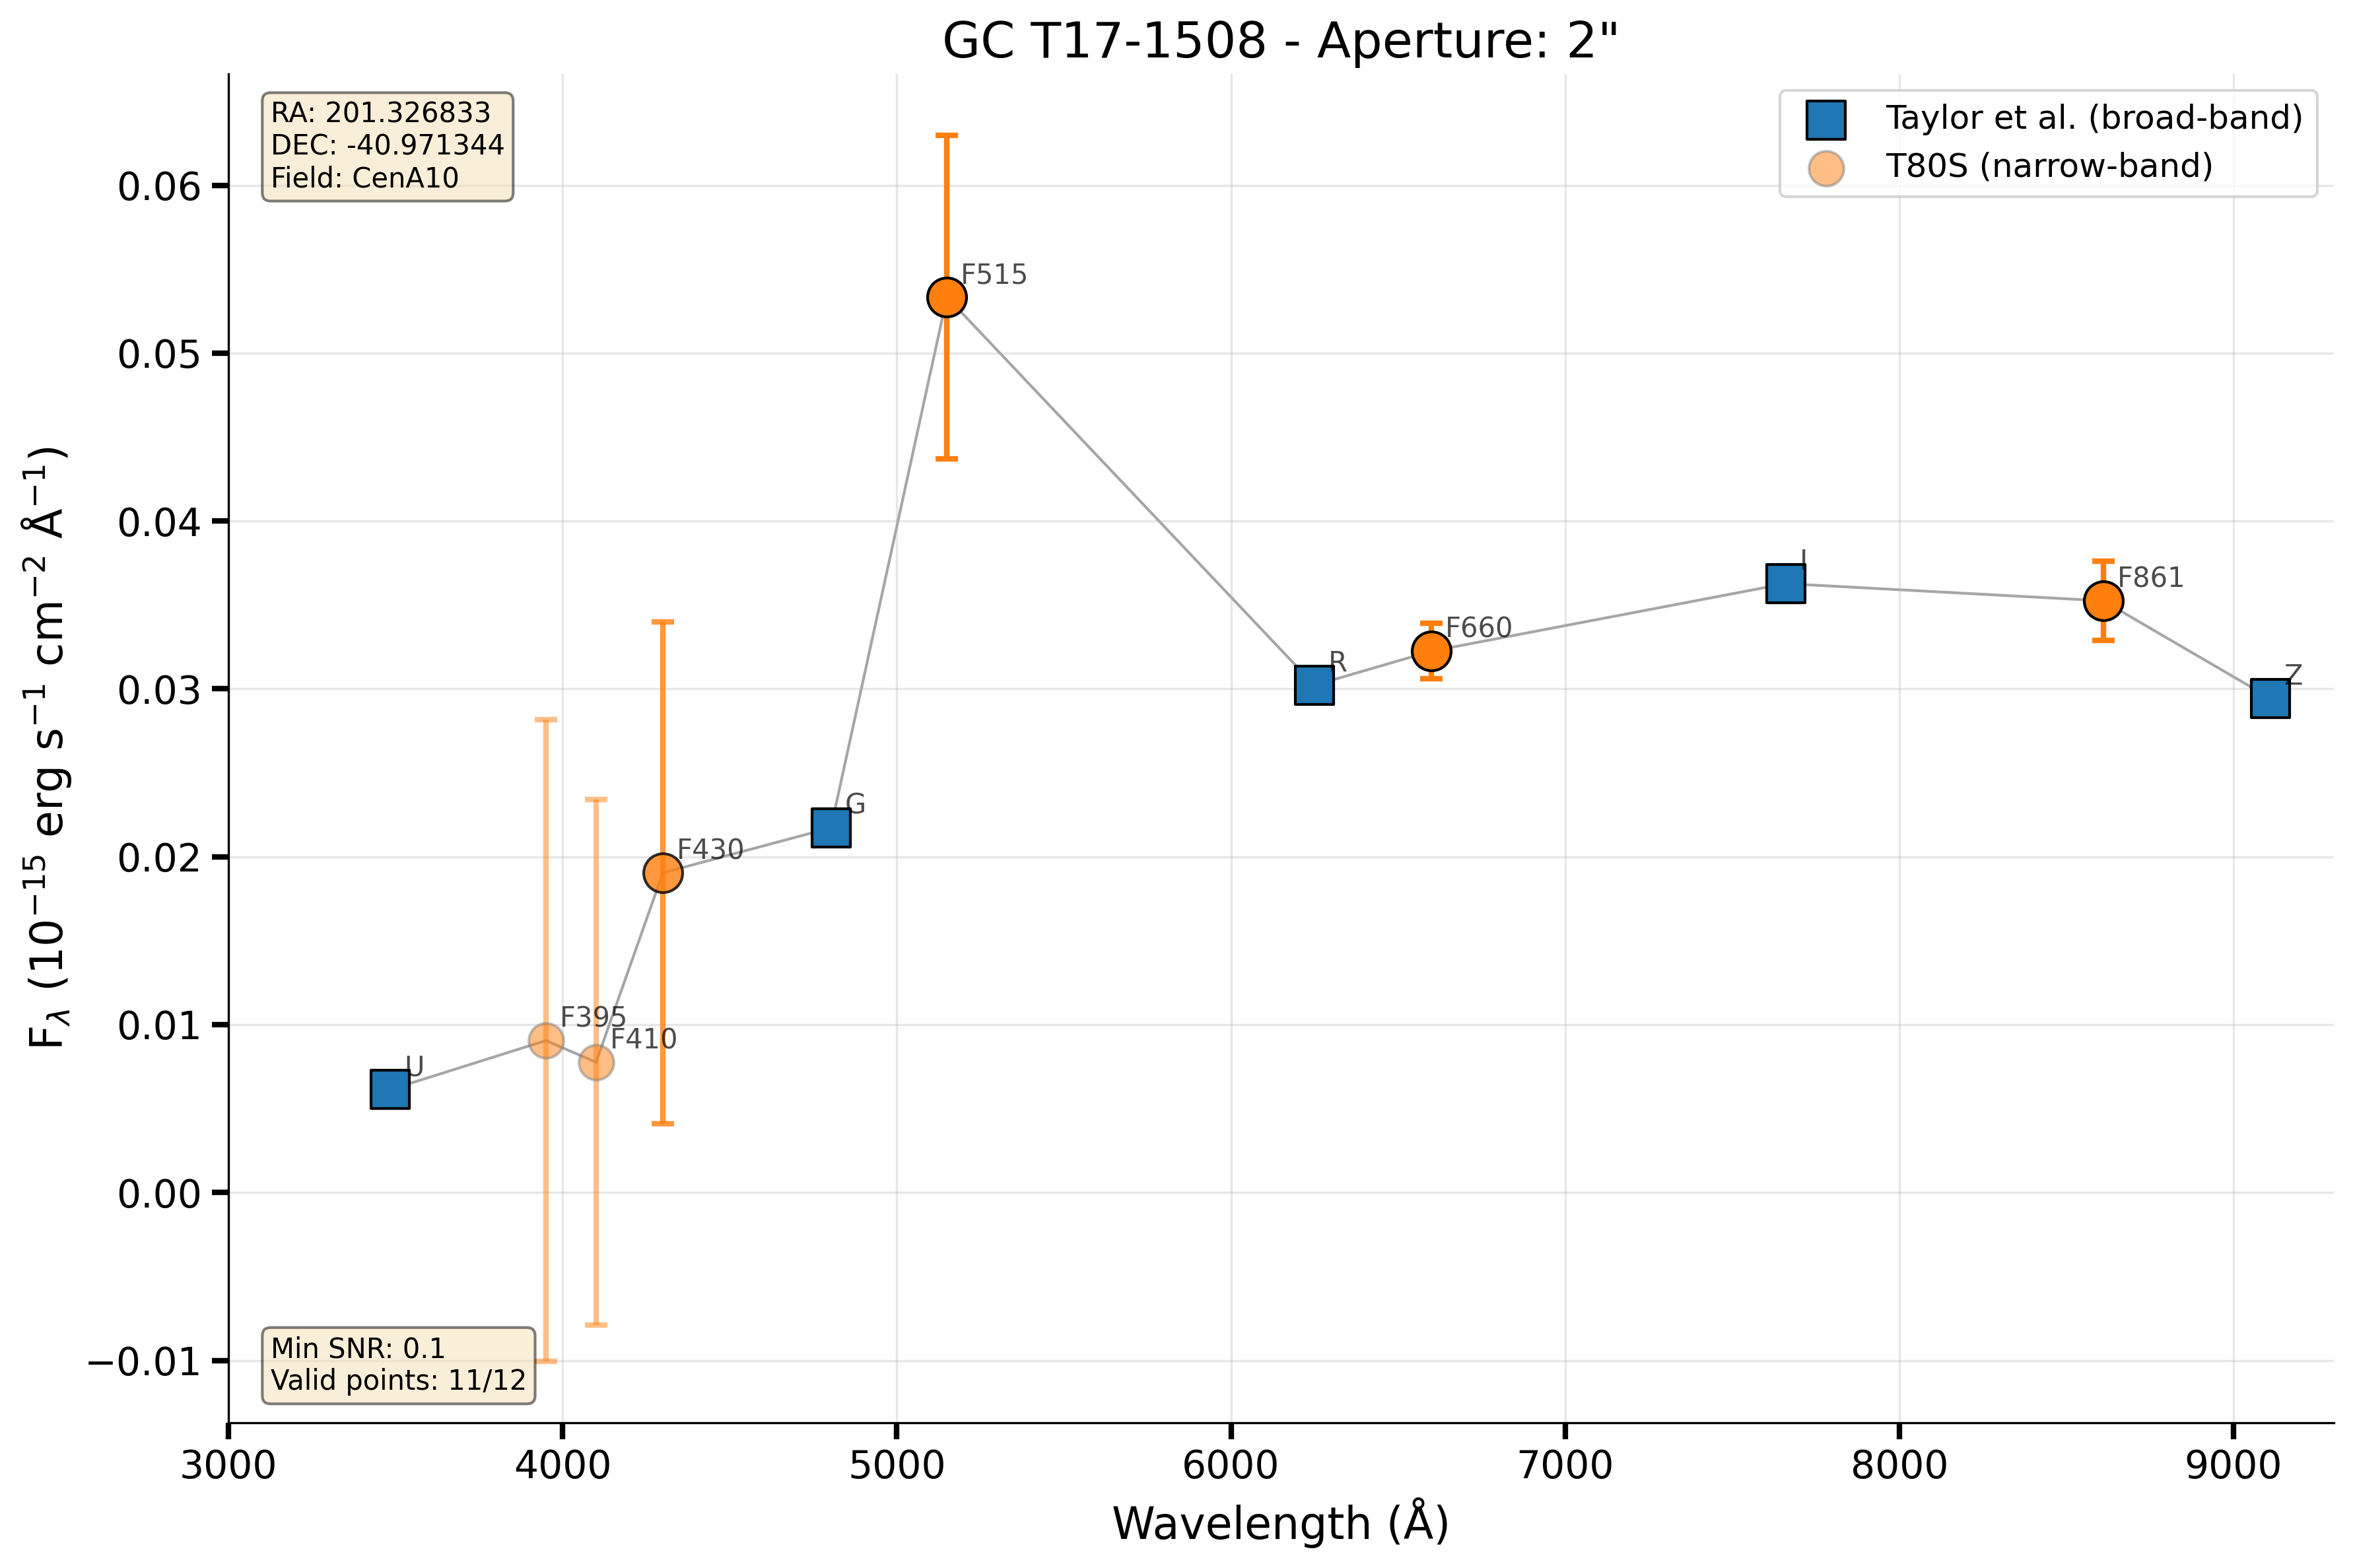 GC T17-1508 - Aperture: 2"
RA: 201.326833
DEC: -40.971344
Field: CenA10
Taylor et al. (broad-band)
T80S (narrow-band)
F515
F861
I
F660
R
Z
G
F430
F395
F410
U
Min SNR: 0.1
Valid points: 11/12
0.06
0.05
0.04
0.03
0.02
0.01
0.00
−0.01
3000 4000 5000 6000 7000 8000 9000
Wavelength (Å)
Fλ (10⁻¹⁵ erg s⁻¹ cm⁻² Å⁻¹)